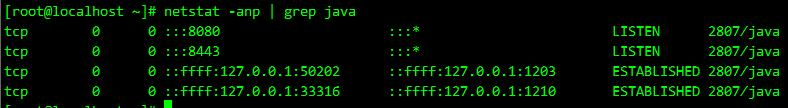 [root@localhost ~]# netstat -anp | grep java
tcp 0 0 :::8080 :::* LISTEN 2807/java
tcp 0 0 :::8443 :::* LISTEN 2807/java
tcp 0 0 ::ffff:127.0.0.1:50202 ::ffff:127.0.0.1:1203 ESTABLISHED 2807/java
tcp 0 0 ::ffff:127.0.0.1:33316 ::ffff:127.0.0.1:1210 ESTABLISHED 2807/java
[root@localhost ~]#